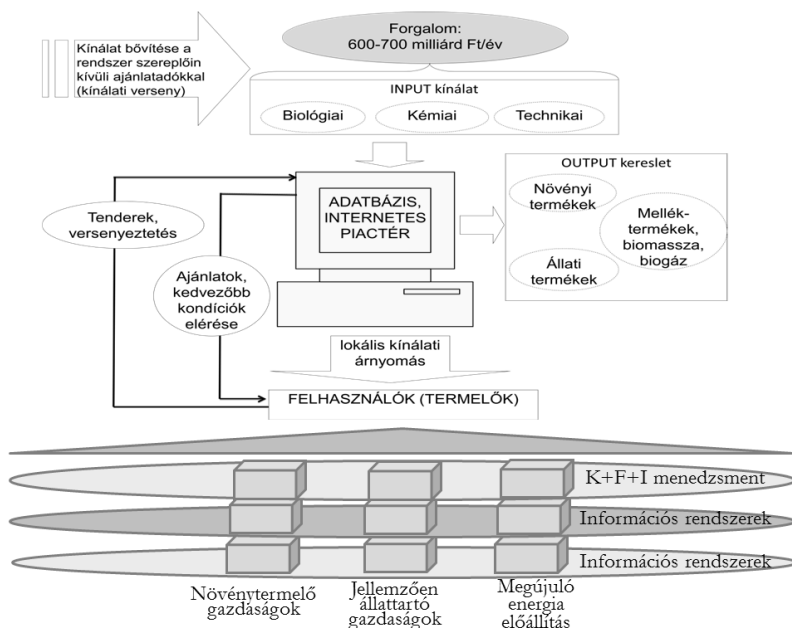 Forgalom:
600-700 milliárd Ft/év
Kínálat bővítése a
rendszer szereplőin
kívüli ajánlatadókkal
(kínálati verseny)
INPUT kínálat
Biológiai
Kémiai
Technikai
OUTPUT kereslet
Növényi
termékek
Mellék-
termékek,
biomassza,
biogáz
Állati
termékek
ADATBÁZIS,
INTERNETES
PIACTÉR
Tenderek,
versenyeztetés
Ajánlatok,
kedvezőbb
kondíciók
elérése
lokális kínálati
árnyomás
FELHASZNÁLÓK (TERMELŐK)
K+F+I menedzsment
Információs rendszerek
Információs rendszerek
Növénytermelő
gazdaságok
Jellemzően
állattartó
gazdaságok
Megújuló
energia
előállítás